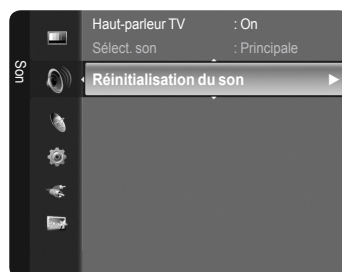 Son
Haut-parleur TV : On
Sélect. son : Principale
Réinitialisation du son